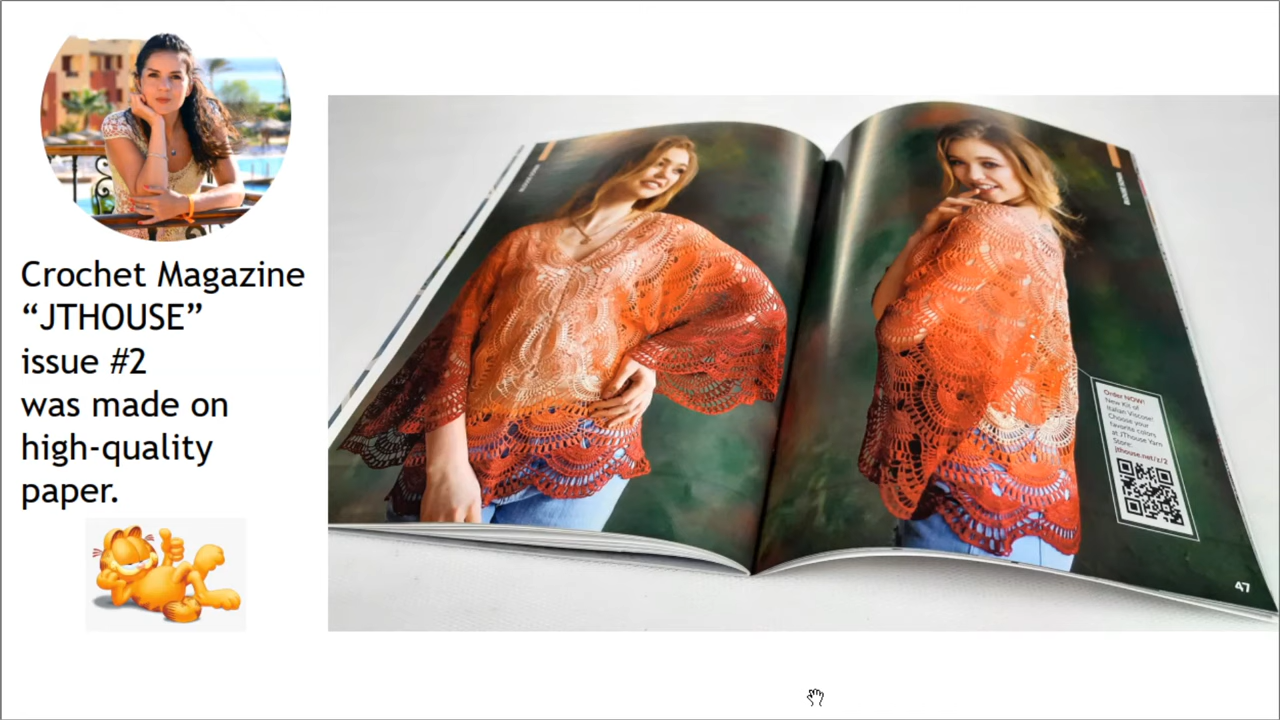 Crochet Magazine
“JTHOUSE”
issue #2
was made on
high-quality
paper.
Order NOW!
New Kit of
Italian Viscose!
Choose your
favorite colors
at JThouse Yarn
Store:
jthouse.net/z/2
47